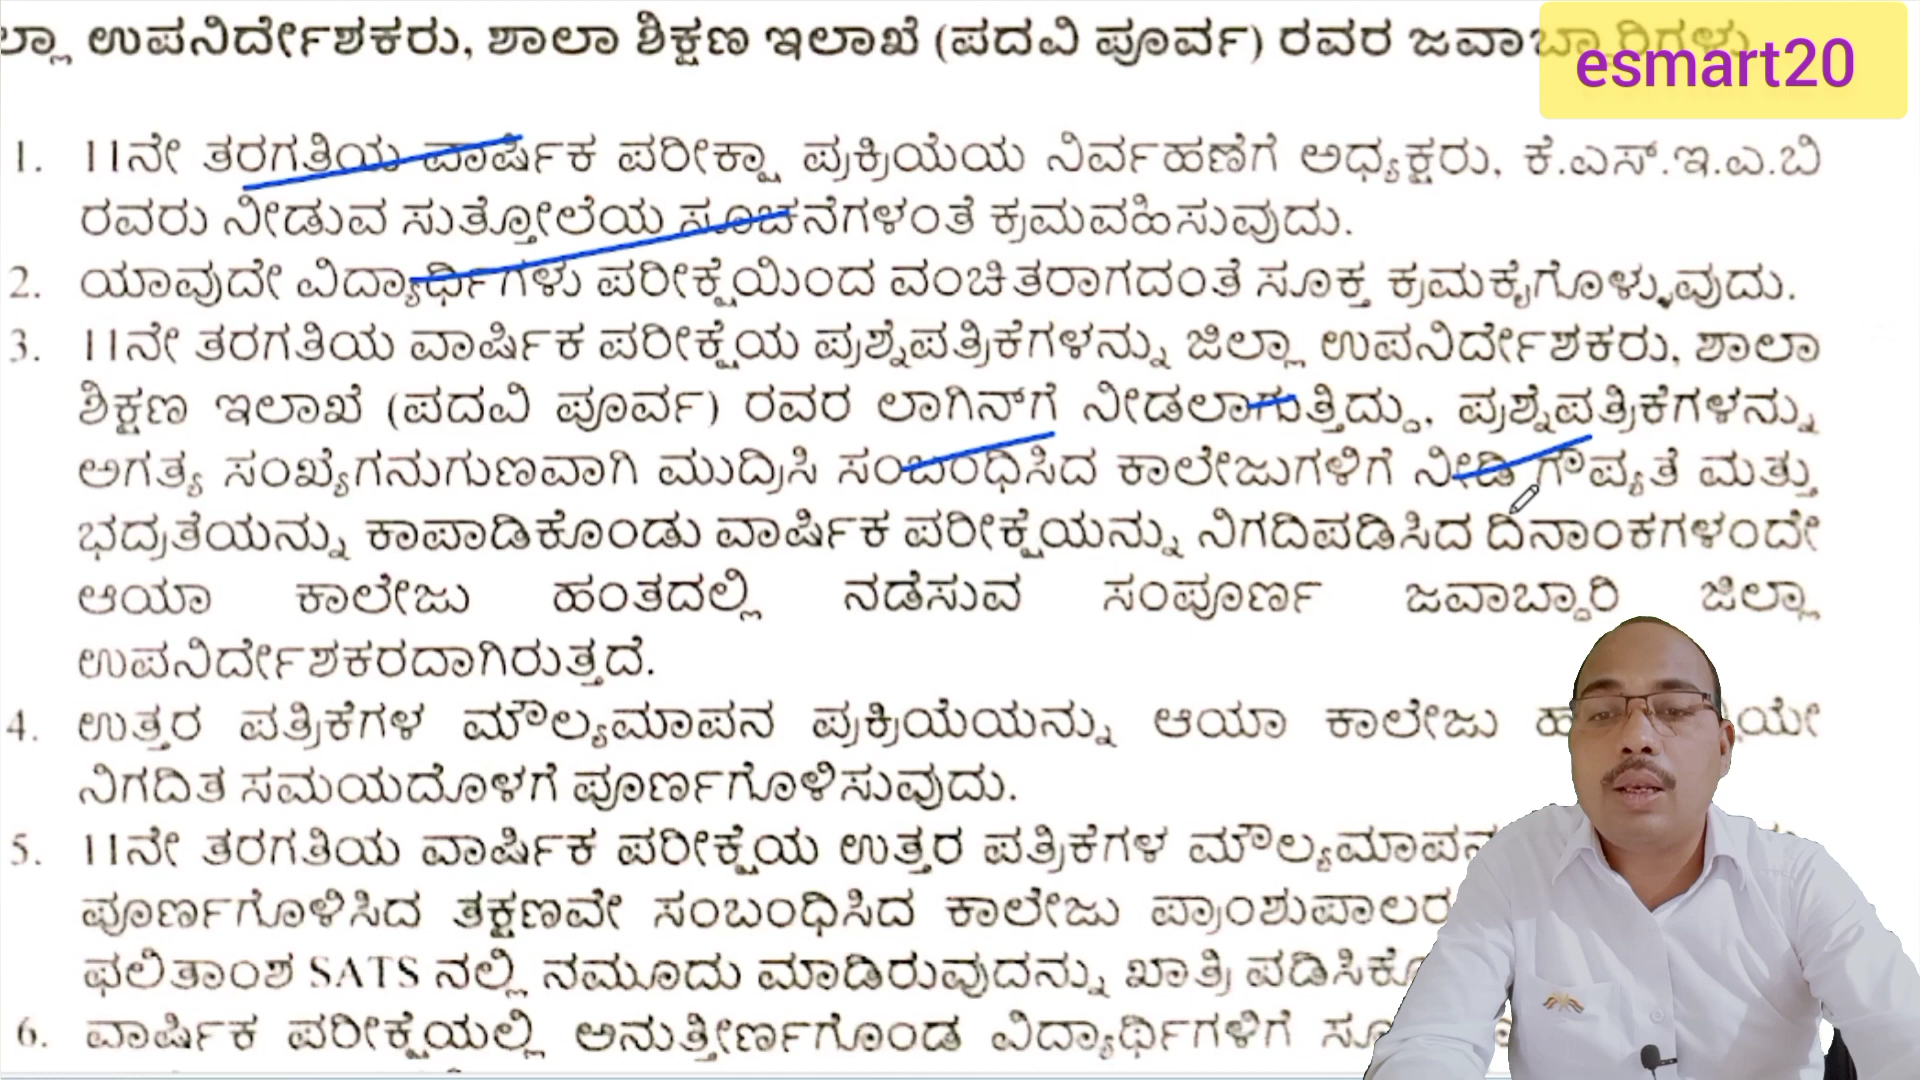 ಲ್ಲಾ ಉಪನಿರ್ದೇಶಕರು, ಶಾಲಾ ಶಿಕ್ಷಣ ಇಲಾಖೆ (ಪದವಿ ಪೂರ್ವ) ರವರ ಜವಾಬ್ದಾರಿಗಳು
esmart20
1. 11ನೇ ತರಗತಿಯ ವಾರ್ಷಿಕ ಪರೀಕ್ಷಾ ಪ್ರಕ್ರಿಯೆಯ ನಿರ್ವಹಣೆಗೆ ಅಧ್ಯಕ್ಷರು, ಕೆ.ಎಸ್.ಇ.ಎ.ಬಿ
ರವರು ನೀಡುವ ಸುತ್ತೋಲೆಯ ಸೂಚನೆಗಳಂತೆ ಕ್ರಮವಹಿಸುವುದು.
2. ಯಾವುದೇ ವಿದ್ಯಾರ್ಥಿಗಳು ಪರೀಕ್ಷೆಯಿಂದ ವಂಚಿತರಾಗದಂತೆ ಸೂಕ್ತ ಕ್ರಮಕೈಗೊಳ್ಳುವುದು.
3. 11ನೇ ತರಗತಿಯ ವಾರ್ಷಿಕ ಪರೀಕ್ಷೆಯ ಪ್ರಶ್ನೆಪತ್ರಿಕೆಗಳನ್ನು ಜಿಲ್ಲಾ ಉಪನಿರ್ದೇಶಕರು, ಶಾಲಾ
ಶಿಕ್ಷಣ ಇಲಾಖೆ (ಪದವಿ ಪೂರ್ವ) ರವರ ಲಾಗಿನ್‌ಗೆ ನೀಡಲಾಗುತ್ತಿದ್ದು, ಪ್ರಶ್ನೆಪತ್ರಿಕೆಗಳನ್ನು
ಅಗತ್ಯ ಸಂಖ್ಯೆಗನುಗುಣವಾಗಿ ಮುದ್ರಿಸಿ ಸಂಬಂಧಿಸಿದ ಕಾಲೇಜುಗಳಿಗೆ ನೀಡಿ ಗೌಪ್ಯತೆ ಮತ್ತು
ಭದ್ರತೆಯನ್ನು ಕಾಪಾಡಿಕೊಂಡು ವಾರ್ಷಿಕ ಪರೀಕ್ಷೆಯನ್ನು ನಿಗದಿಪಡಿಸಿದ ದಿನಾಂಕಗಳಂದೇ
ಆಯಾ ಕಾಲೇಜು ಹಂತದಲ್ಲಿ ನಡೆಸುವ ಸಂಪೂರ್ಣ ಜವಾಬ್ದಾರಿ ಜಿಲ್ಲಾ
ಉಪನಿರ್ದೇಶಕರದಾಗಿರುತ್ತದೆ.
4. ಉತ್ತರ ಪತ್ರಿಕೆಗಳ ಮೌಲ್ಯಮಾಪನ ಪ್ರಕ್ರಿಯೆಯನ್ನು ಆಯಾ ಕಾಲೇಜು
ನಿಗದಿತ ಸಮಯದೊಳಗೆ ಪೂರ್ಣಗೊಳಿಸುವುದು.
5. 11ನೇ ತರಗತಿಯ ವಾರ್ಷಿಕ ಪರೀಕ್ಷೆಯ ಉತ್ತರ ಪತ್ರಿಕೆಗಳ ಮೌಲ್ಯಮಾಪನ
ಪೂರ್ಣಗೊಳಿಸಿದ ತಕ್ಷಣವೇ ಸಂಬಂಧಿಸಿದ ಕಾಲೇಜು ಪ್ರಾಂಶುಪಾಲರ
ಫಲಿತಾಂಶ SATS ನಲ್ಲಿ ನಮೂದು ಮಾಡಿರುವುದನ್ನು ಖಾತ್ರಿ
6. ವಾರ್ಷಿಕ ಪರೀಕ್ಷೆಯಲ್ಲಿ ಅನುತ್ತೀರ್ಣಗೊಂಡ ವಿದ್ಯಾರ್ಥಿಗಳಿಗೆ